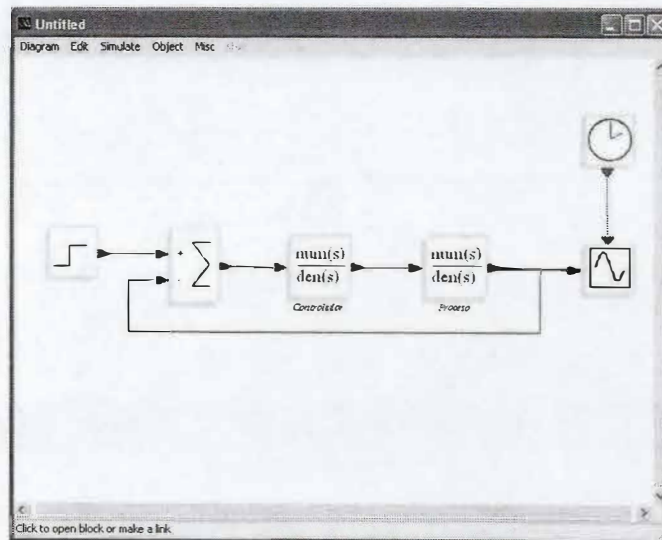 Untitled
Diagram Edit Simulate Object Misc
+
-
num(s)
den(s)
num(s)
den(s)
Controlador
Proceso
Click to open block or make a link